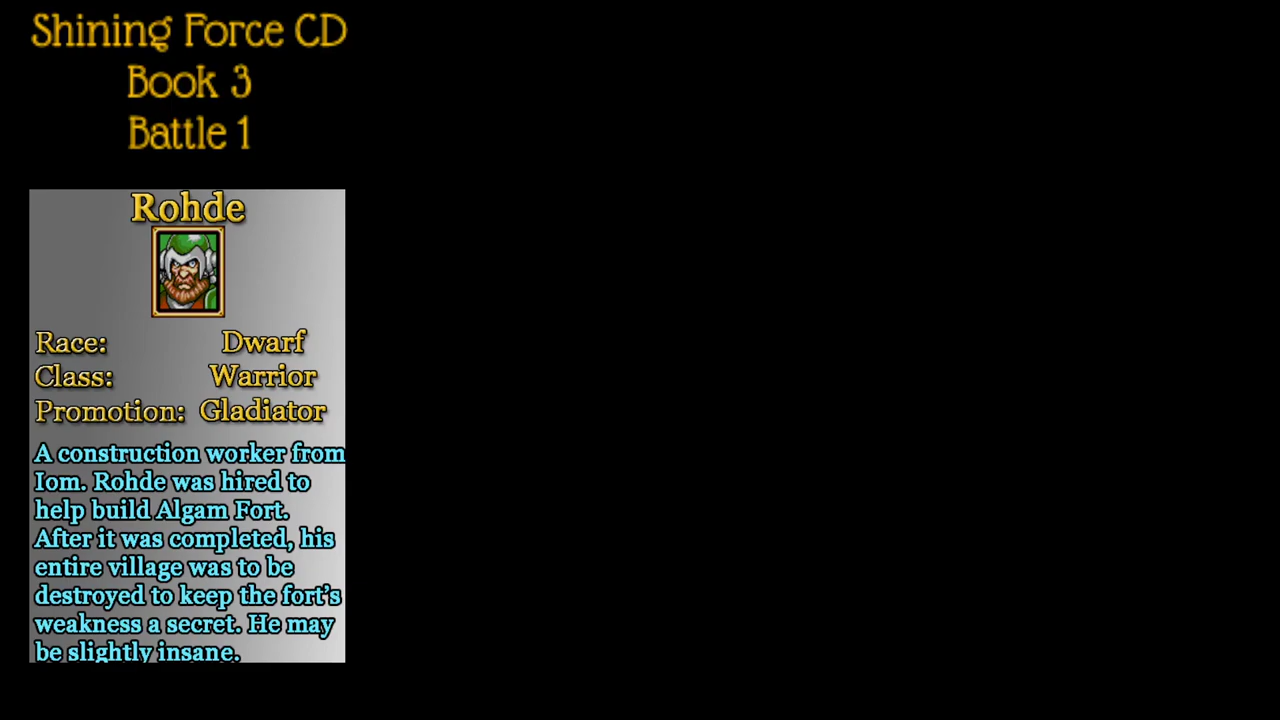 Shining Force CD
Book 3
Battle 1
Rohde
Race: Dwarf
Class: Warrior
Promotion: Gladiator
A construction worker from
Iom. Rohde was hired to
help build Algam Fort.
After it was completed, his
entire village was to be
destroyed to keep the fort's
weakness a secret. He may
be slightly insane.